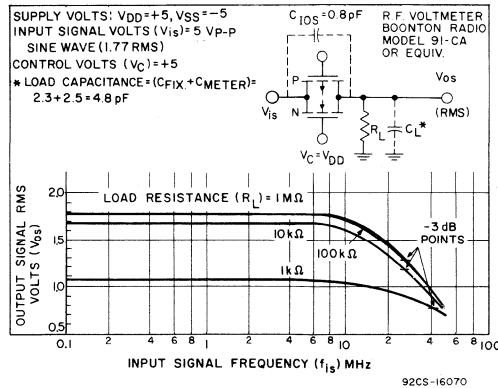 SUPPLY VOLTS: VDD=+5, VSS=-5
INPUT SIGNAL VOLTS (Vis)=5 VP-P
SINE WAVE (1.77 RMS)
CONTROL VOLTS (VC)=+5
* LOAD CAPACITANCE=(CFIX.+CMETER)=
2.3+2.5=4.8 pF
CIOS=0.8pF
R.F. VOLTMETER
BOONTON RADIO
MODEL 91-CA
OR EQUIV.
P
N
Vis
Vos
(RMS)
RL
CL*
VC=VDD
OUTPUT SIGNAL RMS
VOLTS (Vos)
2.0
1.5
1.0
0.5
LOAD RESISTANCE (RL)= 1MΩ
10kΩ
100kΩ
1kΩ
-3 dB
POINTS
0.1 2 4 6 8 1 2 4 6 8 10 2 4 6 8 100
INPUT SIGNAL FREQUENCY (fis) MHz
92CS-16070